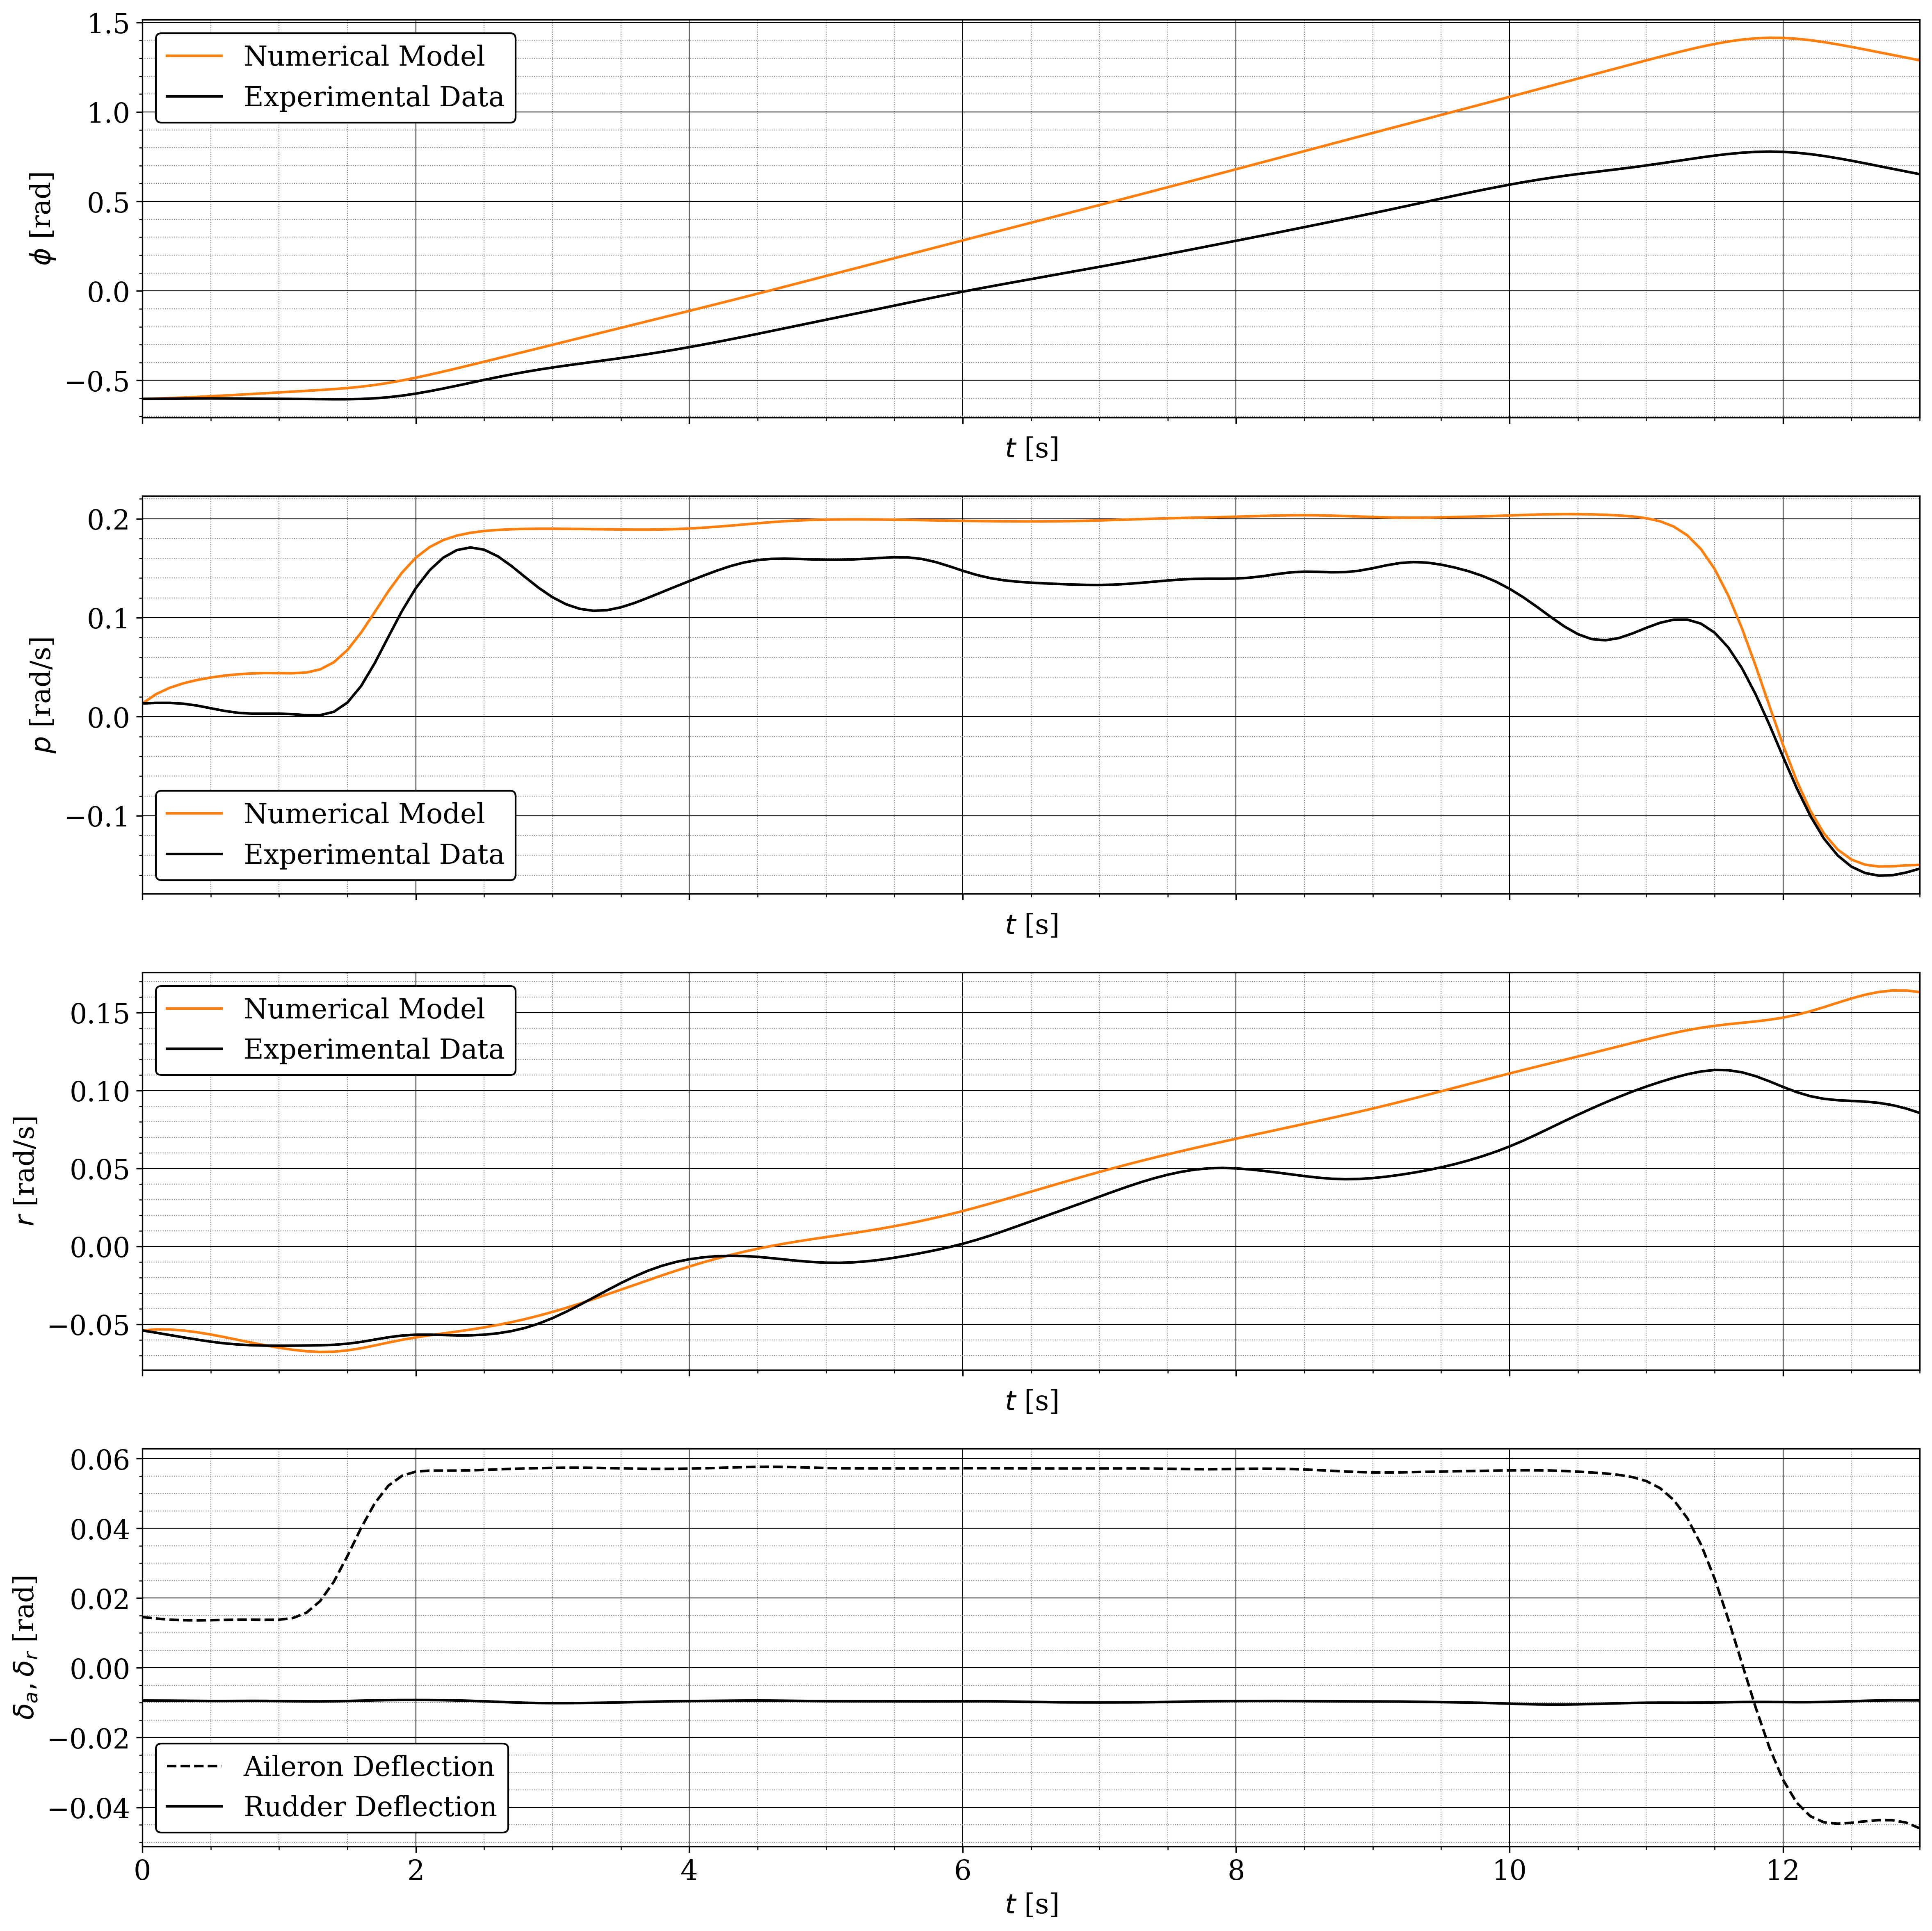 1.5
1.0
0.5
0.0
−0.5
ϕ [rad]
Numerical Model
Experimental Data
t [s]
0.2
0.1
0.0
−0.1
p [rad/s]
Numerical Model
Experimental Data
t [s]
0.15
0.10
0.05
0.00
−0.05
r [rad/s]
Numerical Model
Experimental Data
t [s]
0.06
0.04
0.02
0.00
−0.02
−0.04
δₐ, δᵣ [rad]
Aileron Deflection
Rudder Deflection
0 2 4 6 8 10 12
t [s]